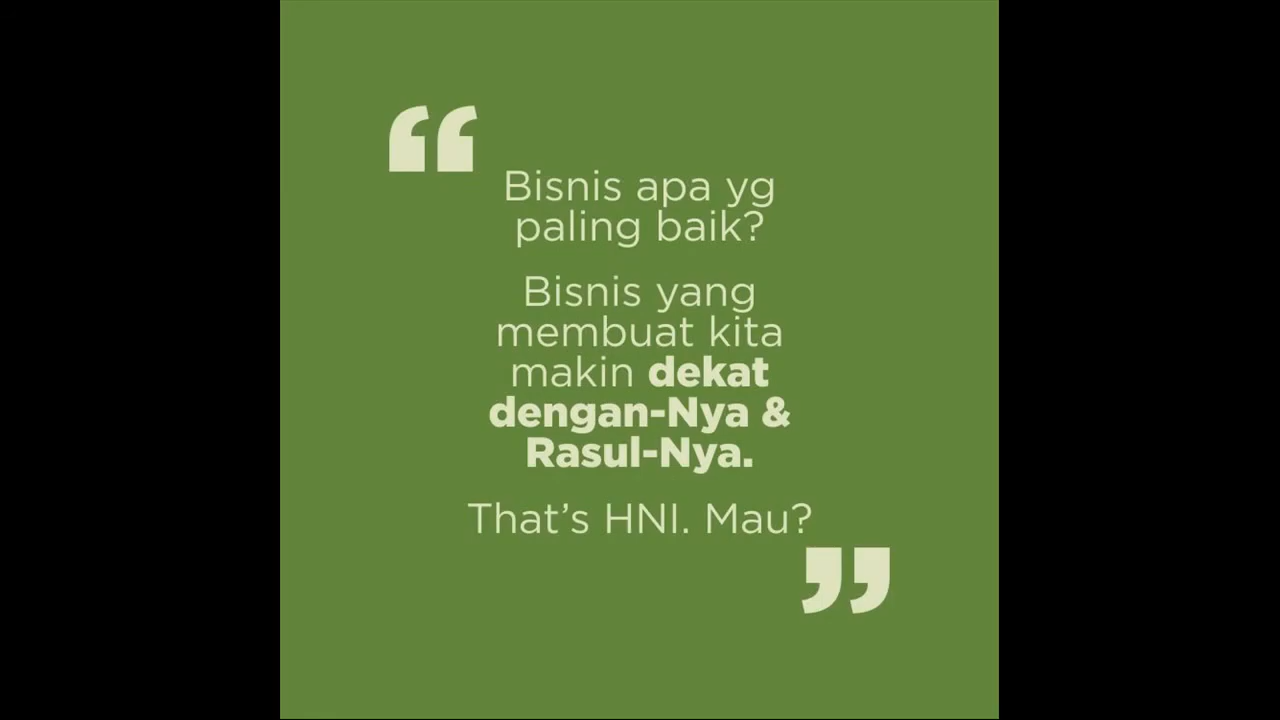 “
Bisnis apa yg
paling baik?
Bisnis yang
membuat kita
makin dekat
dengan-Nya &
Rasul-Nya.
That’s HNI. Mau?
”